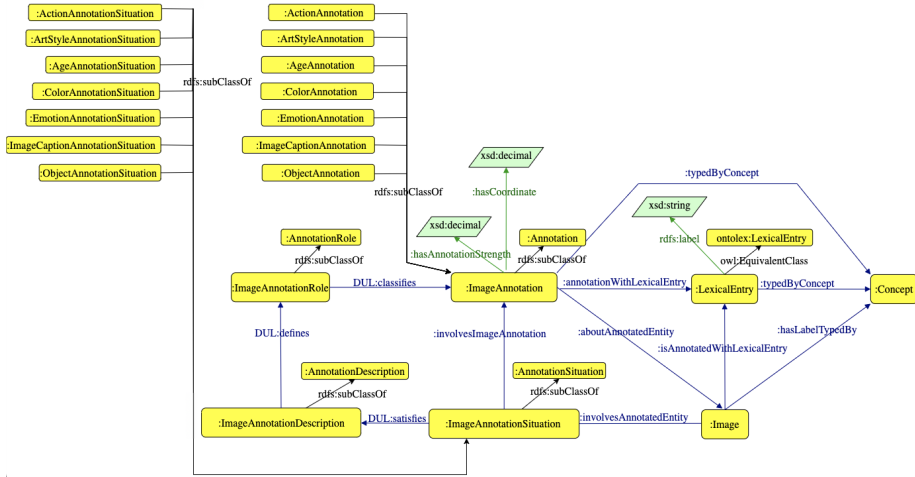 :ActionAnnotationSituation
:ArtStyleAnnotationSituation
:AgeAnnotationSituation
:ColorAnnotationSituation
:EmotionAnnotationSituation
:ImageCaptionAnnotationSituation
:ObjectAnnotationSituation
rdfs:subClassOf
:ActionAnnotation
:ArtStyleAnnotation
:AgeAnnotation
:ColorAnnotation
:EmotionAnnotation
:ImageCaptionAnnotation
:ObjectAnnotation
rdfs:subClassOf
xsd:decimal
:hasCoordinate
xsd:decimal
:hasAnnotationStrength
:typedByConcept
xsd:string
rdfs:label
:AnnotationRole
rdfs:subClassOf
:Annotation
rdfs:subClassOf
ontolex:LexicalEntry
owl:EquivalentClass
:ImageAnnotationRole
DUL:classifies
:ImageAnnotation
:annotationWithLexicalEntry
:LexicalEntry
:typedByConcept
:Concept
DUL:defines
:involvesImageAnnotation
:aboutAnnotatedEntity
:hasLabelTypedBy
:isAnnotatedWithLexicalEntry
:AnnotationDescription
rdfs:subClassOf
:AnnotationSituation
rdfs:subClassOf
:ImageAnnotationDescription
DUL:satisfies
:ImageAnnotationSituation
:involvesAnnotatedEntity
:Image